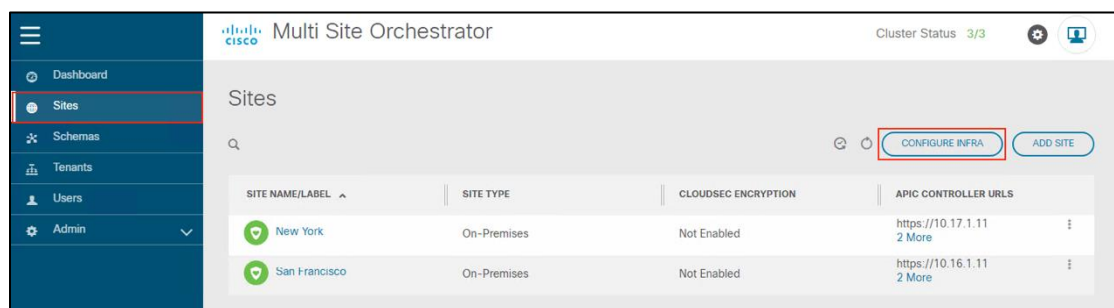 CISCO Multi Site Orchestrator
Cluster Status 3/3
Dashboard
Sites
Schemas
Tenants
Users
Admin
Sites
CONFIGURE INFRA
ADD SITE
SITE NAME/LABEL SITE TYPE CLOUDSEC ENCRYPTION APIC CONTROLLER URLS
New York On-Premises Not Enabled https://10.17.1.11
2 More
San Francisco On-Premises Not Enabled https://10.16.1.11
2 More